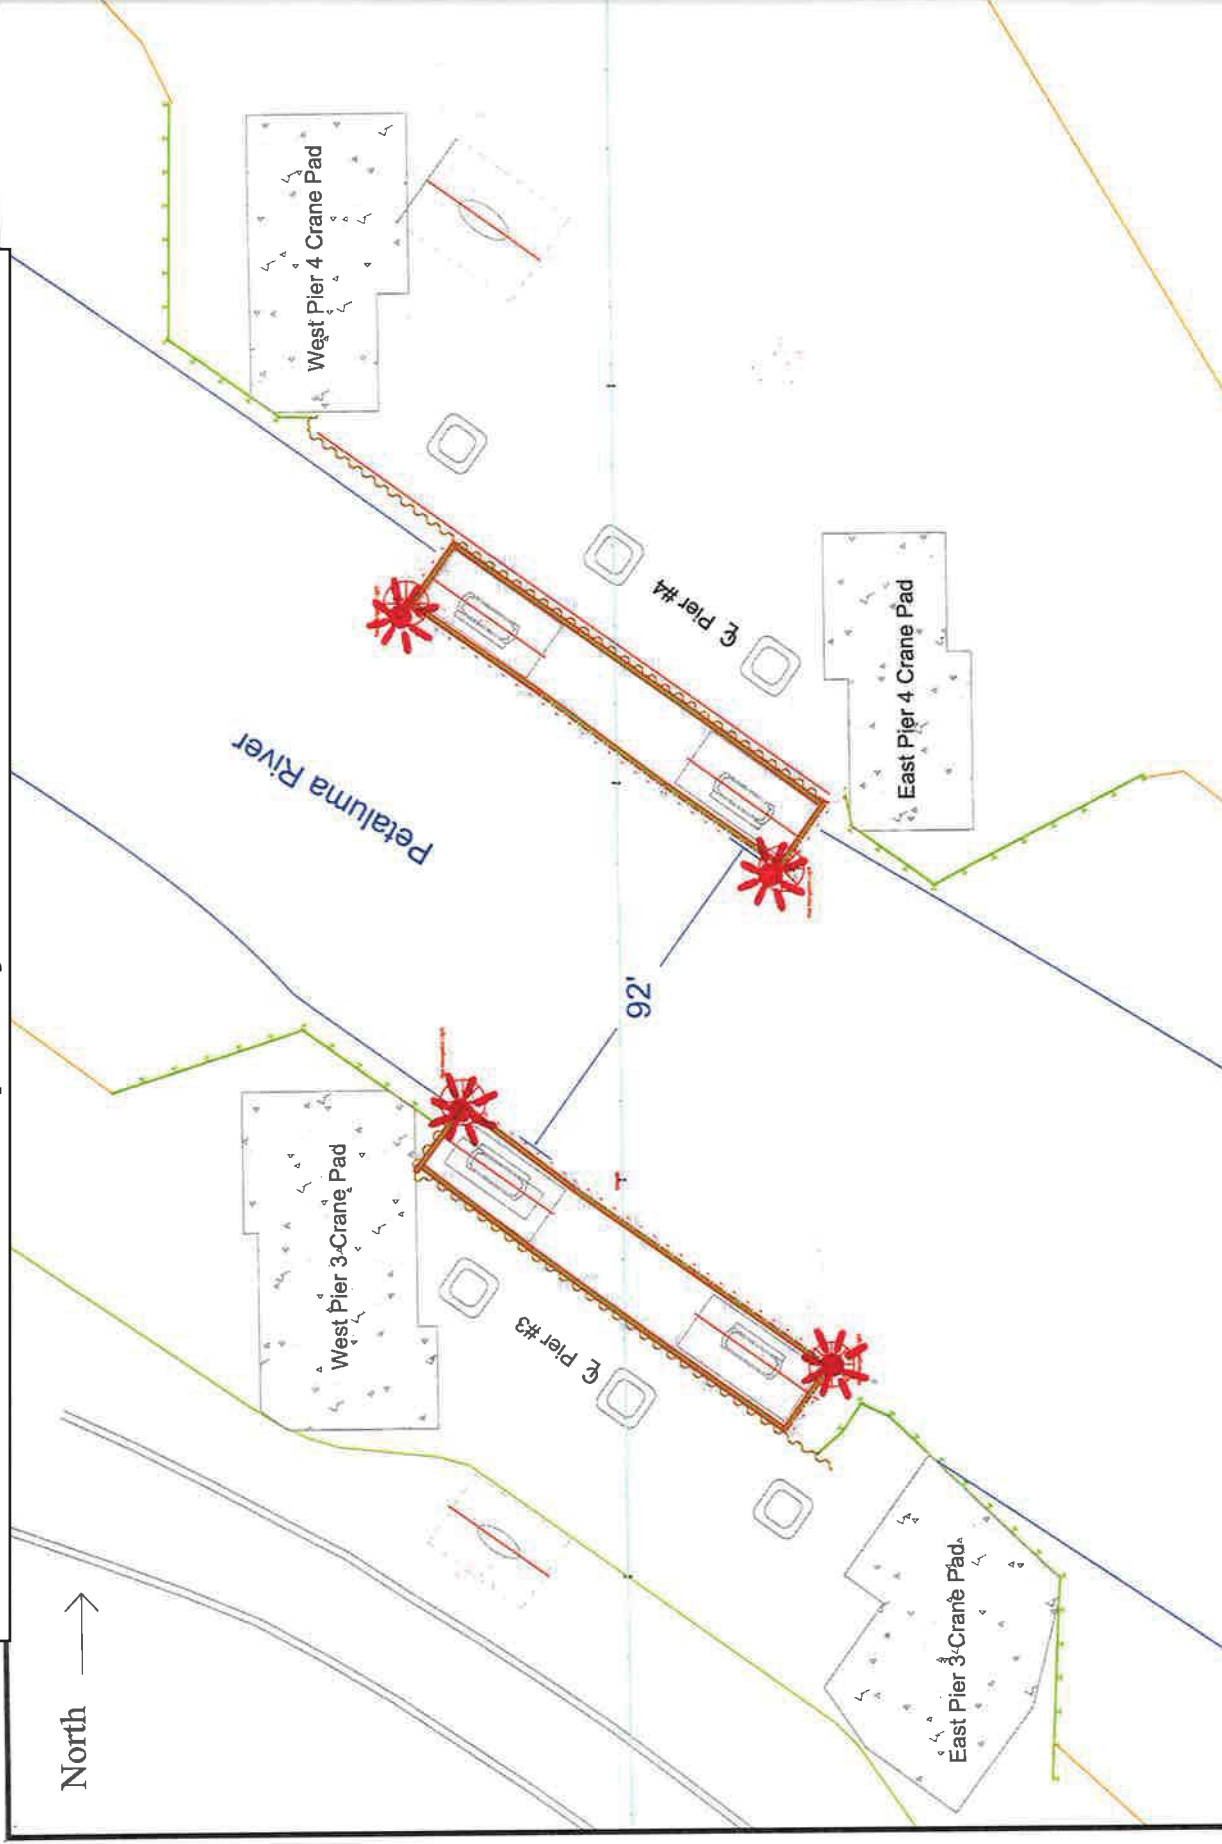 North
West Pier 4 Crane Pad
℄ Pier #4
East Pier 4 Crane Pad
Petaluma River
92'
West Pier 3 Crane Pad
℄ Pier #3
East Pier 3 Crane Pad